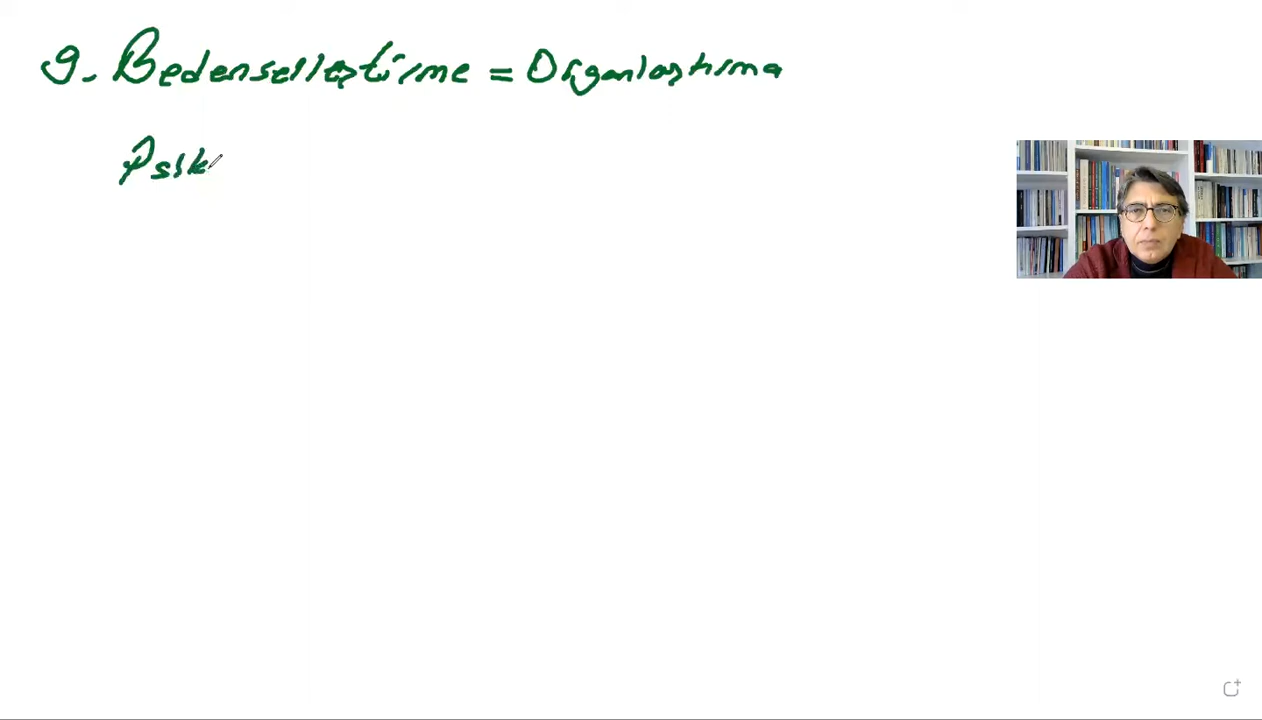 9. Bedenselleştirme = Organlaştırma
Psik